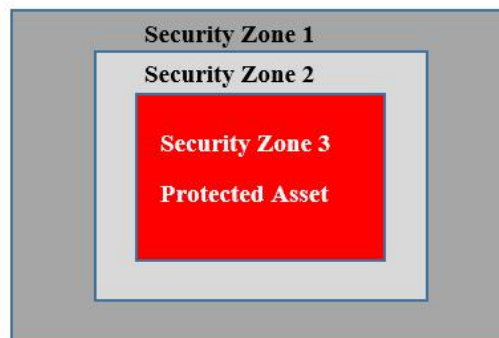 Security Zone 1
Security Zone 2
Security Zone 3
Protected Asset